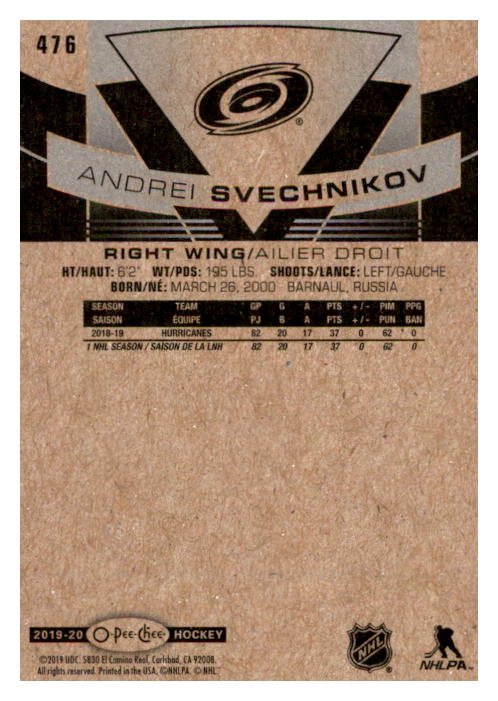 476
ANDREI SVECHNIKOV
RIGHT WING/AILIER DROIT
HT/HAUT: 6'2" WT/PDS: 195 LBS. SHOOTS/LANCE: LEFT/GAUCHE
BORN/NÉ: MARCH 26, 2000 BARNAUL, RUSSIA
SEASON TEAM GP G A PTS +/- PIM PPG
SAISON ÉQUIPE PJ B A PTS +/- PUN BAN
2018-19 HURRICANES 82 20 17 37 0 62 0
1 NHL SEASON / SAISON DE LA LNH 82 20 17 37 0 62 0
2019-20 O-Pee-Chee HOCKEY
©2019 UDC. 5830 El Camino Real, Carlsbad, CA 92008.
All rights reserved. Printed in the USA. ©NHLPA. © NHL.
NHL
NHLPA